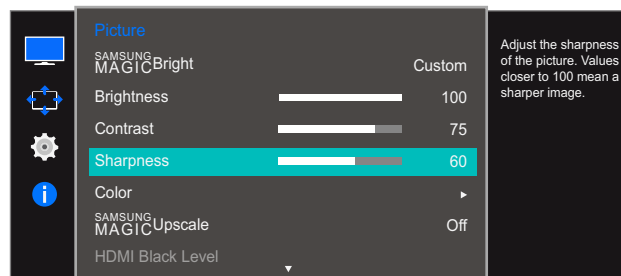 Picture
SAMSUNG
MAGICBright Custom
Brightness 100
Contrast 75
Sharpness 60
Color
SAMSUNG
MAGICUpscale Off
HDMI Black Level
Adjust the sharpness
of the picture. Values
closer to 100 mean a
sharper image.